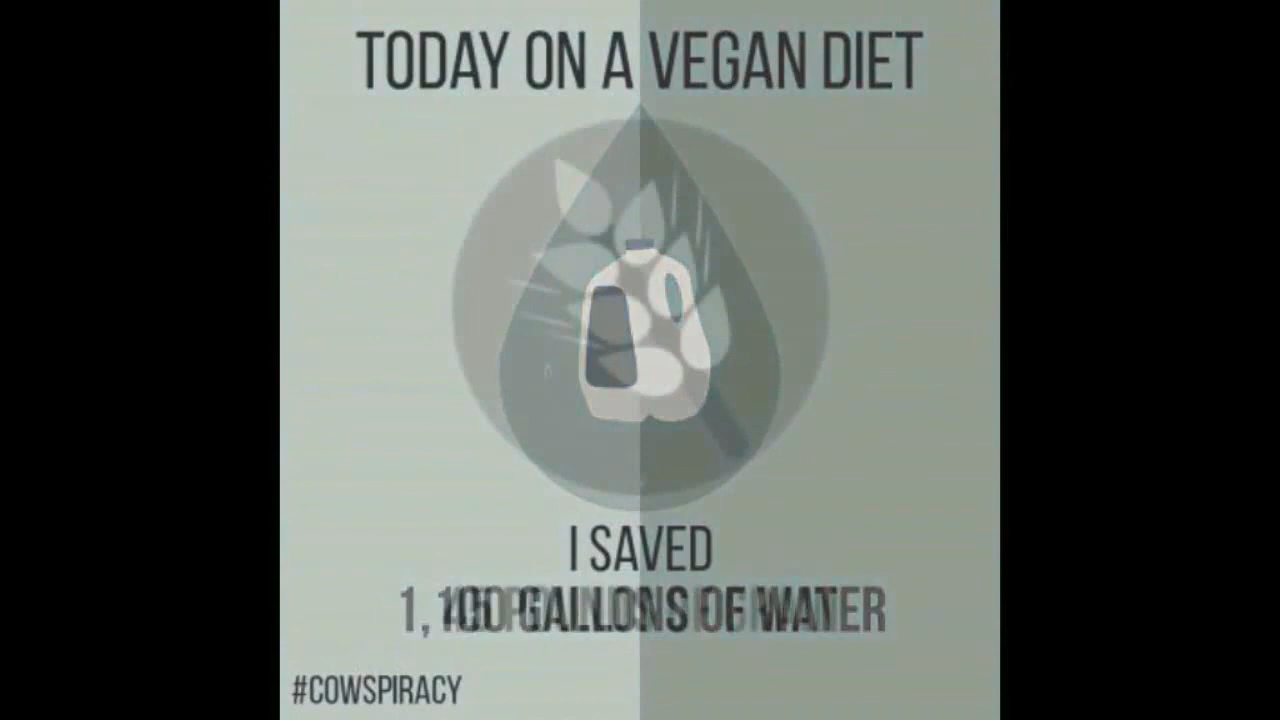 TODAY ON A VEGAN DIET
I SAVED
GALLONS OF WATER
#COWSPIRACY